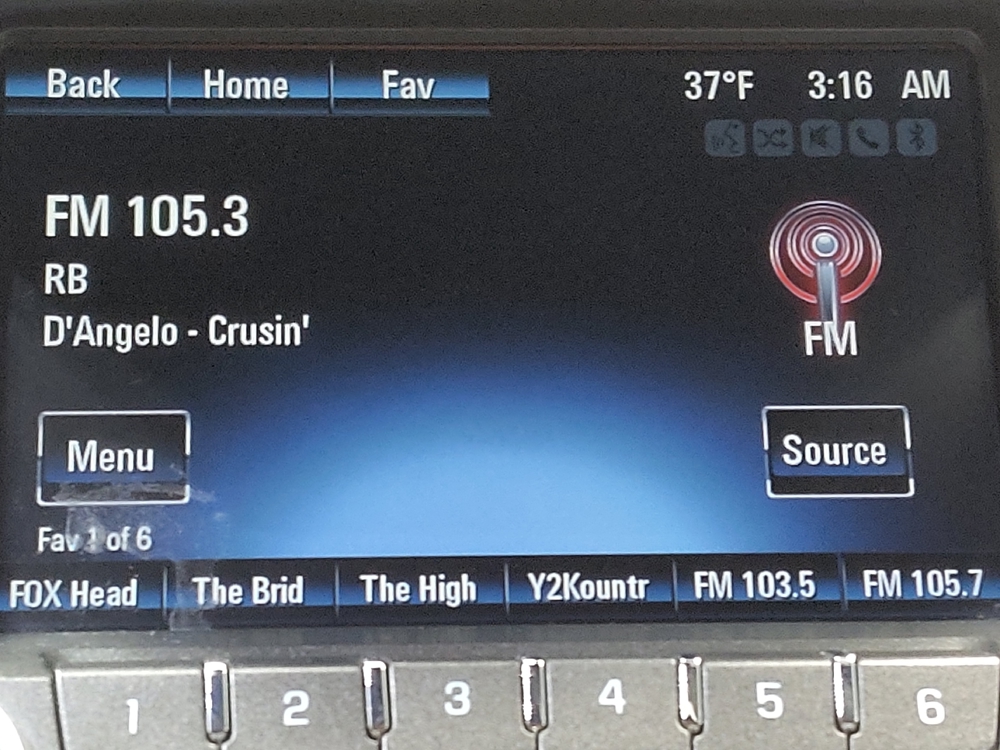 Back Home Fav 37°F 3:16 AM
FM 105.3
RB
D'Angelo - Crusin'
FM
Menu Source
Fav 1 of 6
FOX Head The Brid The High Y2Kountr FM 103.5 FM 105.7
1 2 3 4 5 6